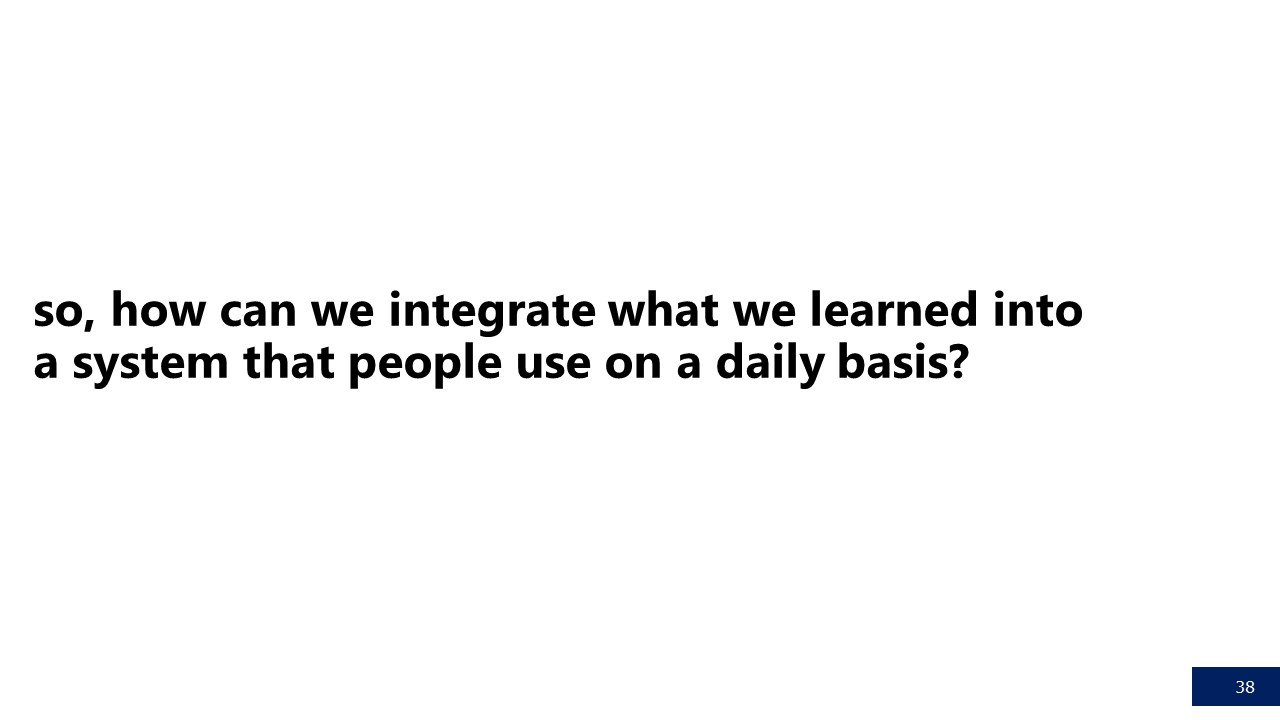 so, how can we integrate what we learned into
a system that people use on a daily basis?
38